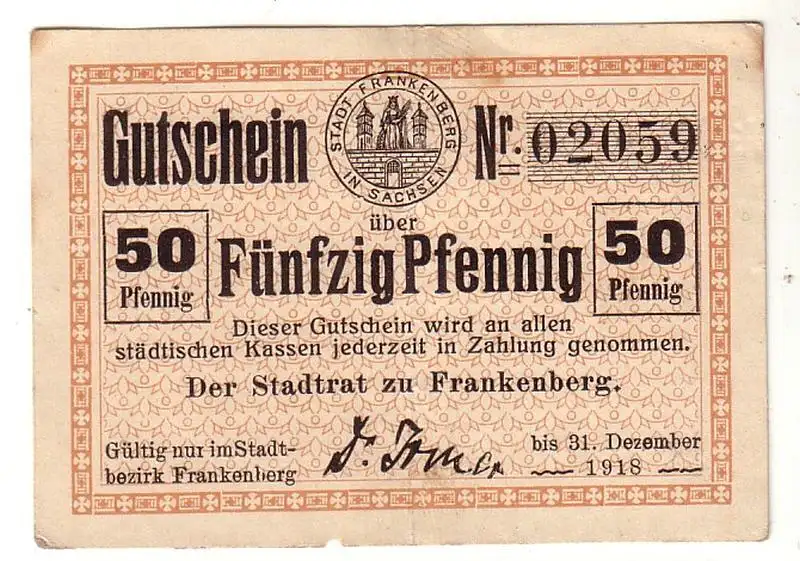 Gutschein
STADT FRANKENBERG
IN SACHSEN
Nr. 02059
über
50
Pfennig
Fünfzig Pfennig
50
Pfennig
Dieser Gutschein wird an allen
städtischen Kassen jederzeit in Zahlung genommen.
Der Stadtrat zu Frankenberg.
Gültig nur im Stadt-
bezirk Frankenberg
Dr.
bis 31. Dezember
1918